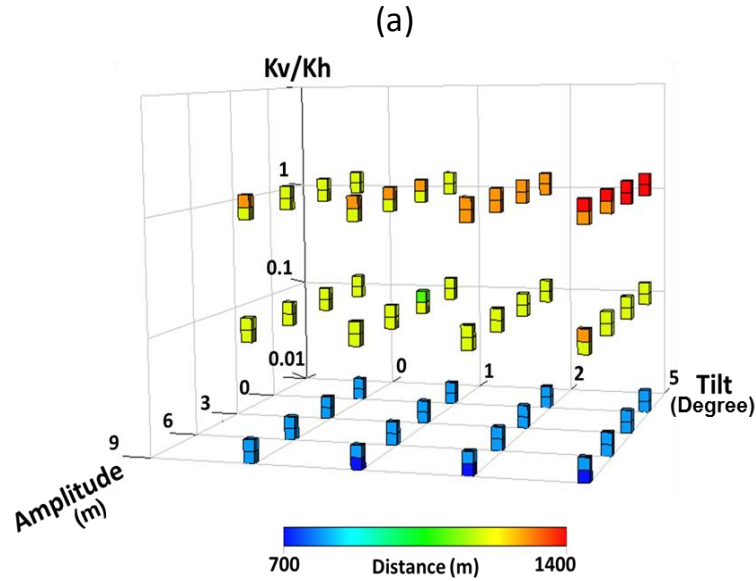 (a)
Kv/Kh
1
0.1
0.01
0
1
2
5
Tilt
(Degree)
0
3
6
9
Amplitude
(m)
700
Distance (m)
1400